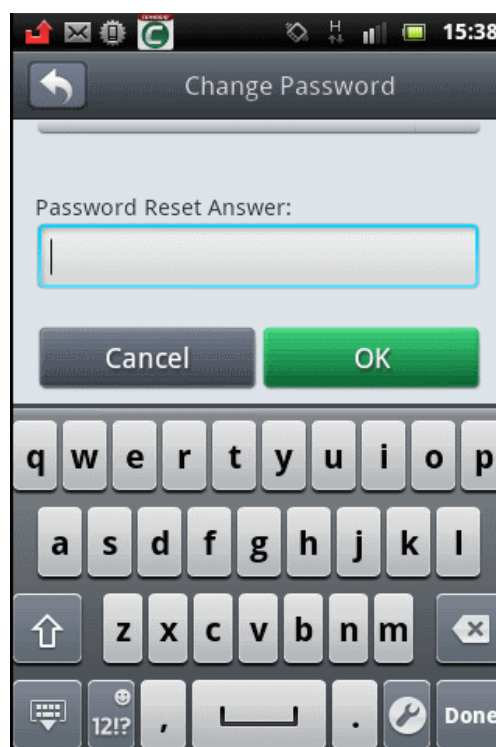 H 15:38
Change Password
Password Reset Answer:
Cancel OK
q w e r t y u i o p
a s d f g h j k l
z x c v b n m
12!? , . Done